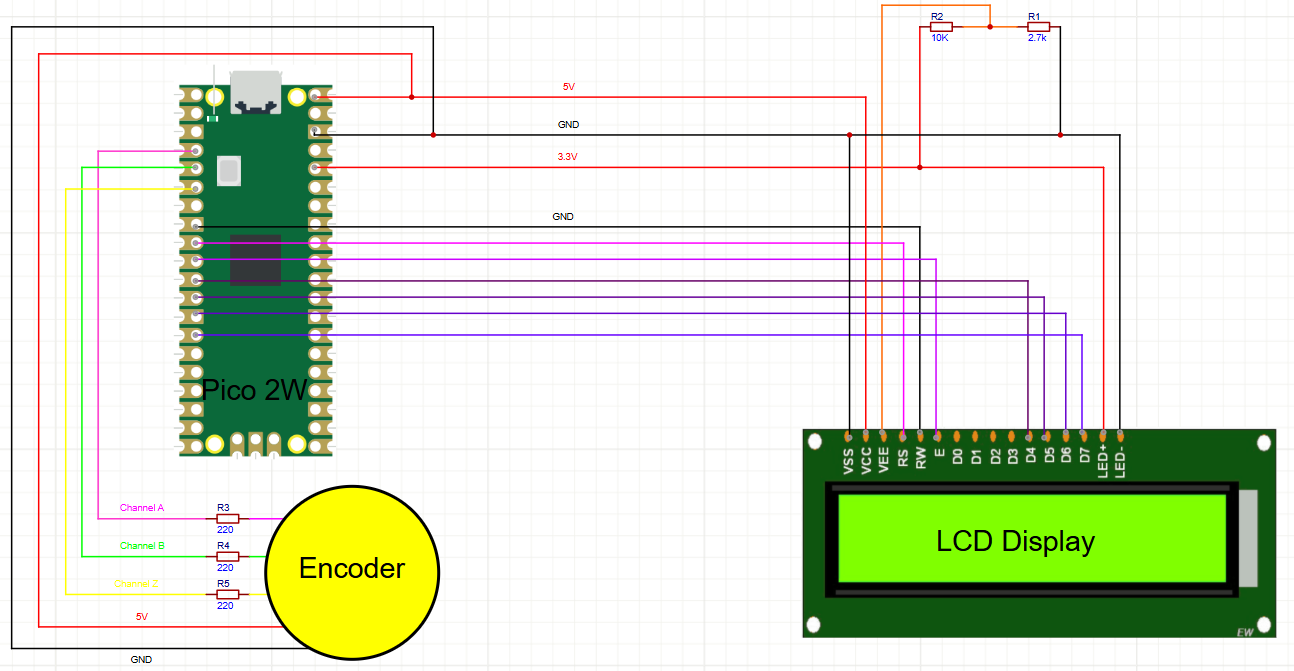 R2
R1
10K
2.7k
5V
GND
3.3V
GND
Pico 2W
VSS
VCC
VEE
RS
RW
E
D0
D1
D2
D3
D4
D5
D6
D7
LED+
LED-
Channel A
R3
220
Channel B
R4
220
Channel Z
R5
220
5V
GND
Encoder
LCD Display
EW